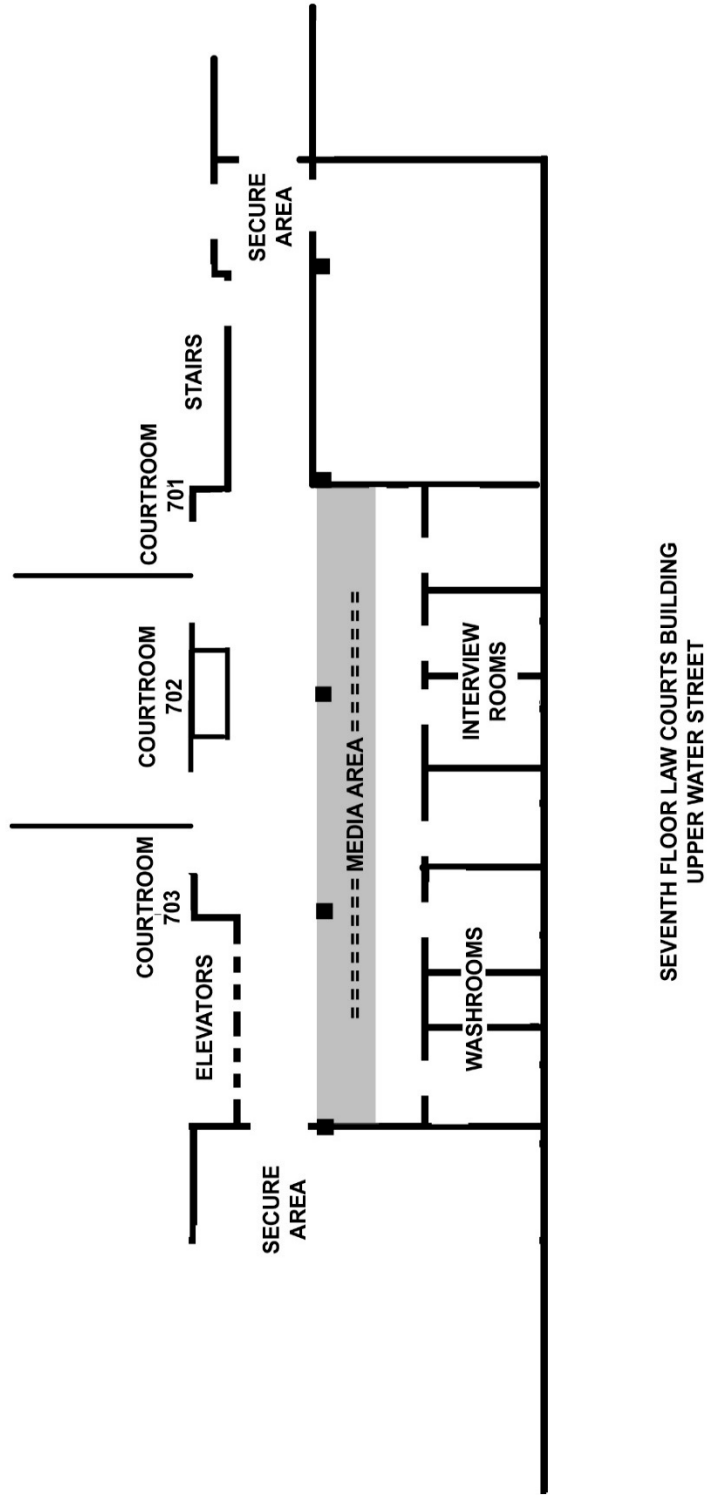 COURTROOM
703
COURTROOM
702
COURTROOM
701
ELEVATORS
STAIRS
SECURE
AREA
SECURE
AREA
= = = = = = = = = MEDIA AREA = = = = = = = = =
WASHROOMS
INTERVIEW
ROOMS
SEVENTH FLOOR LAW COURTS BUILDING
UPPER WATER STREET